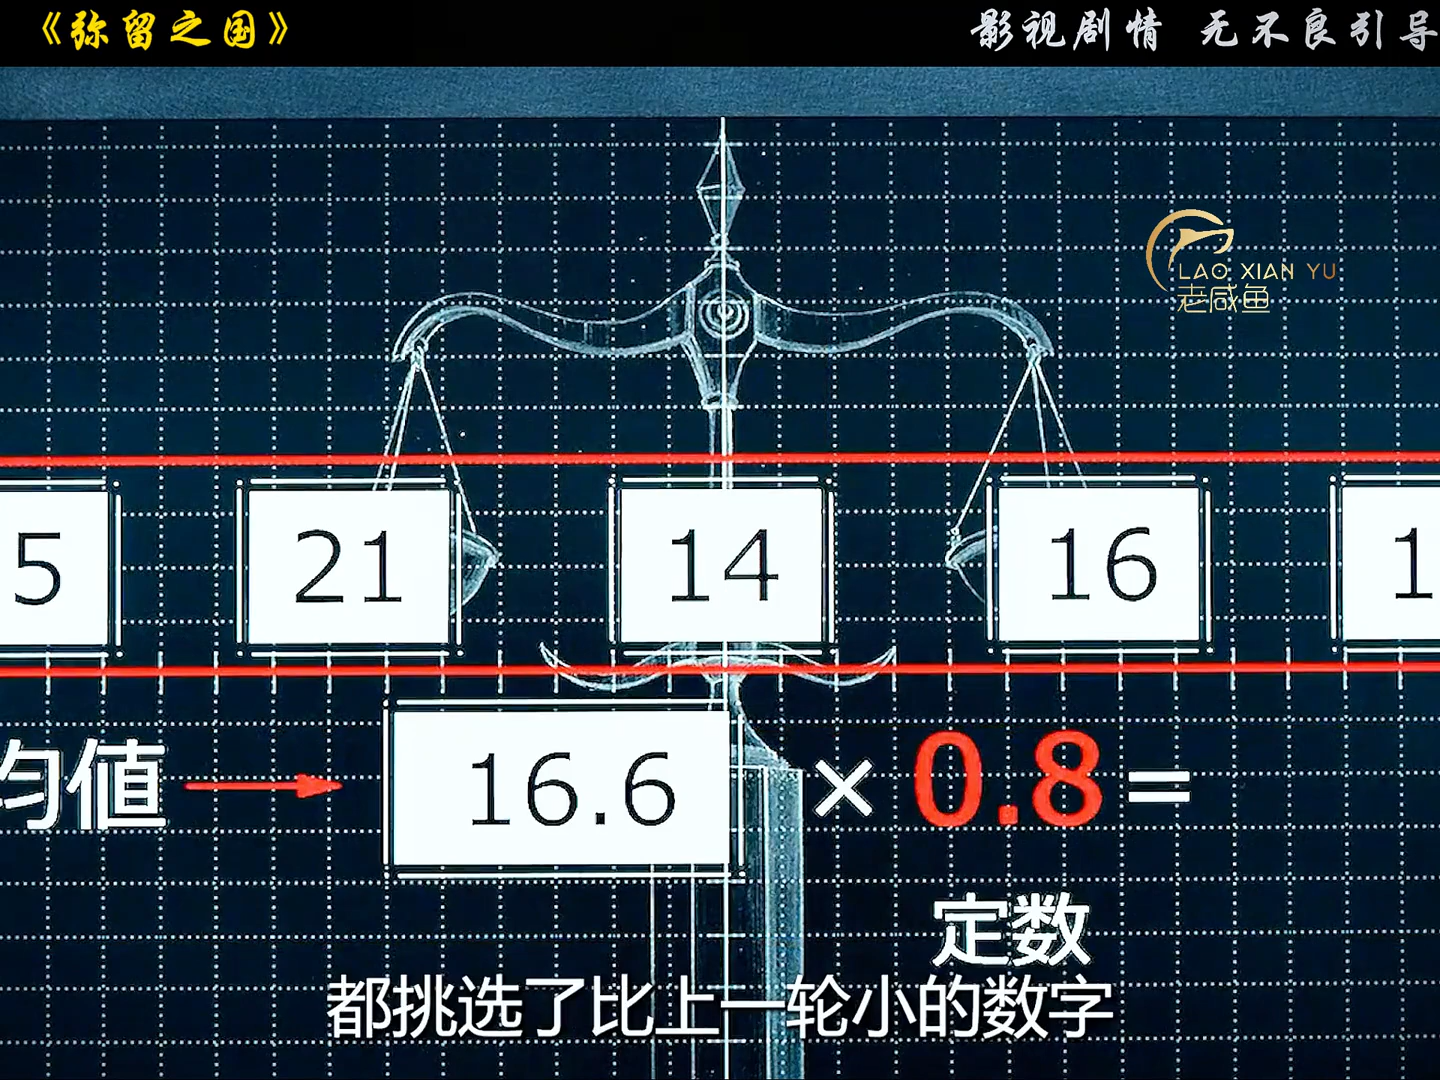 《弥留之国》
影视剧情 无不良引导
LAO XIAN YU
老咸鱼
5 21 14 16 1
均値 → 16.6 × 0.8 =
定数
都挑选了比上一轮小的数字